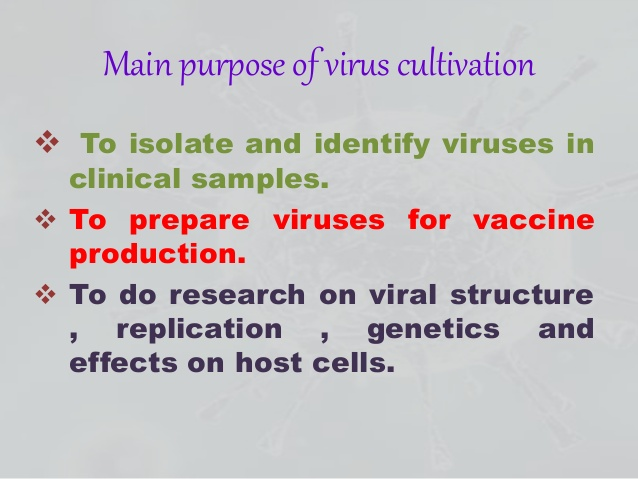 Main purpose of virus cultivation
❖ To isolate and identify viruses in
clinical samples.
❖ To prepare viruses for vaccine
production.
❖ To do research on viral structure
, replication , genetics and
effects on host cells.